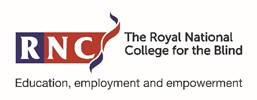 RNC
The Royal National
College for the Blind
Education, employment and empowerment